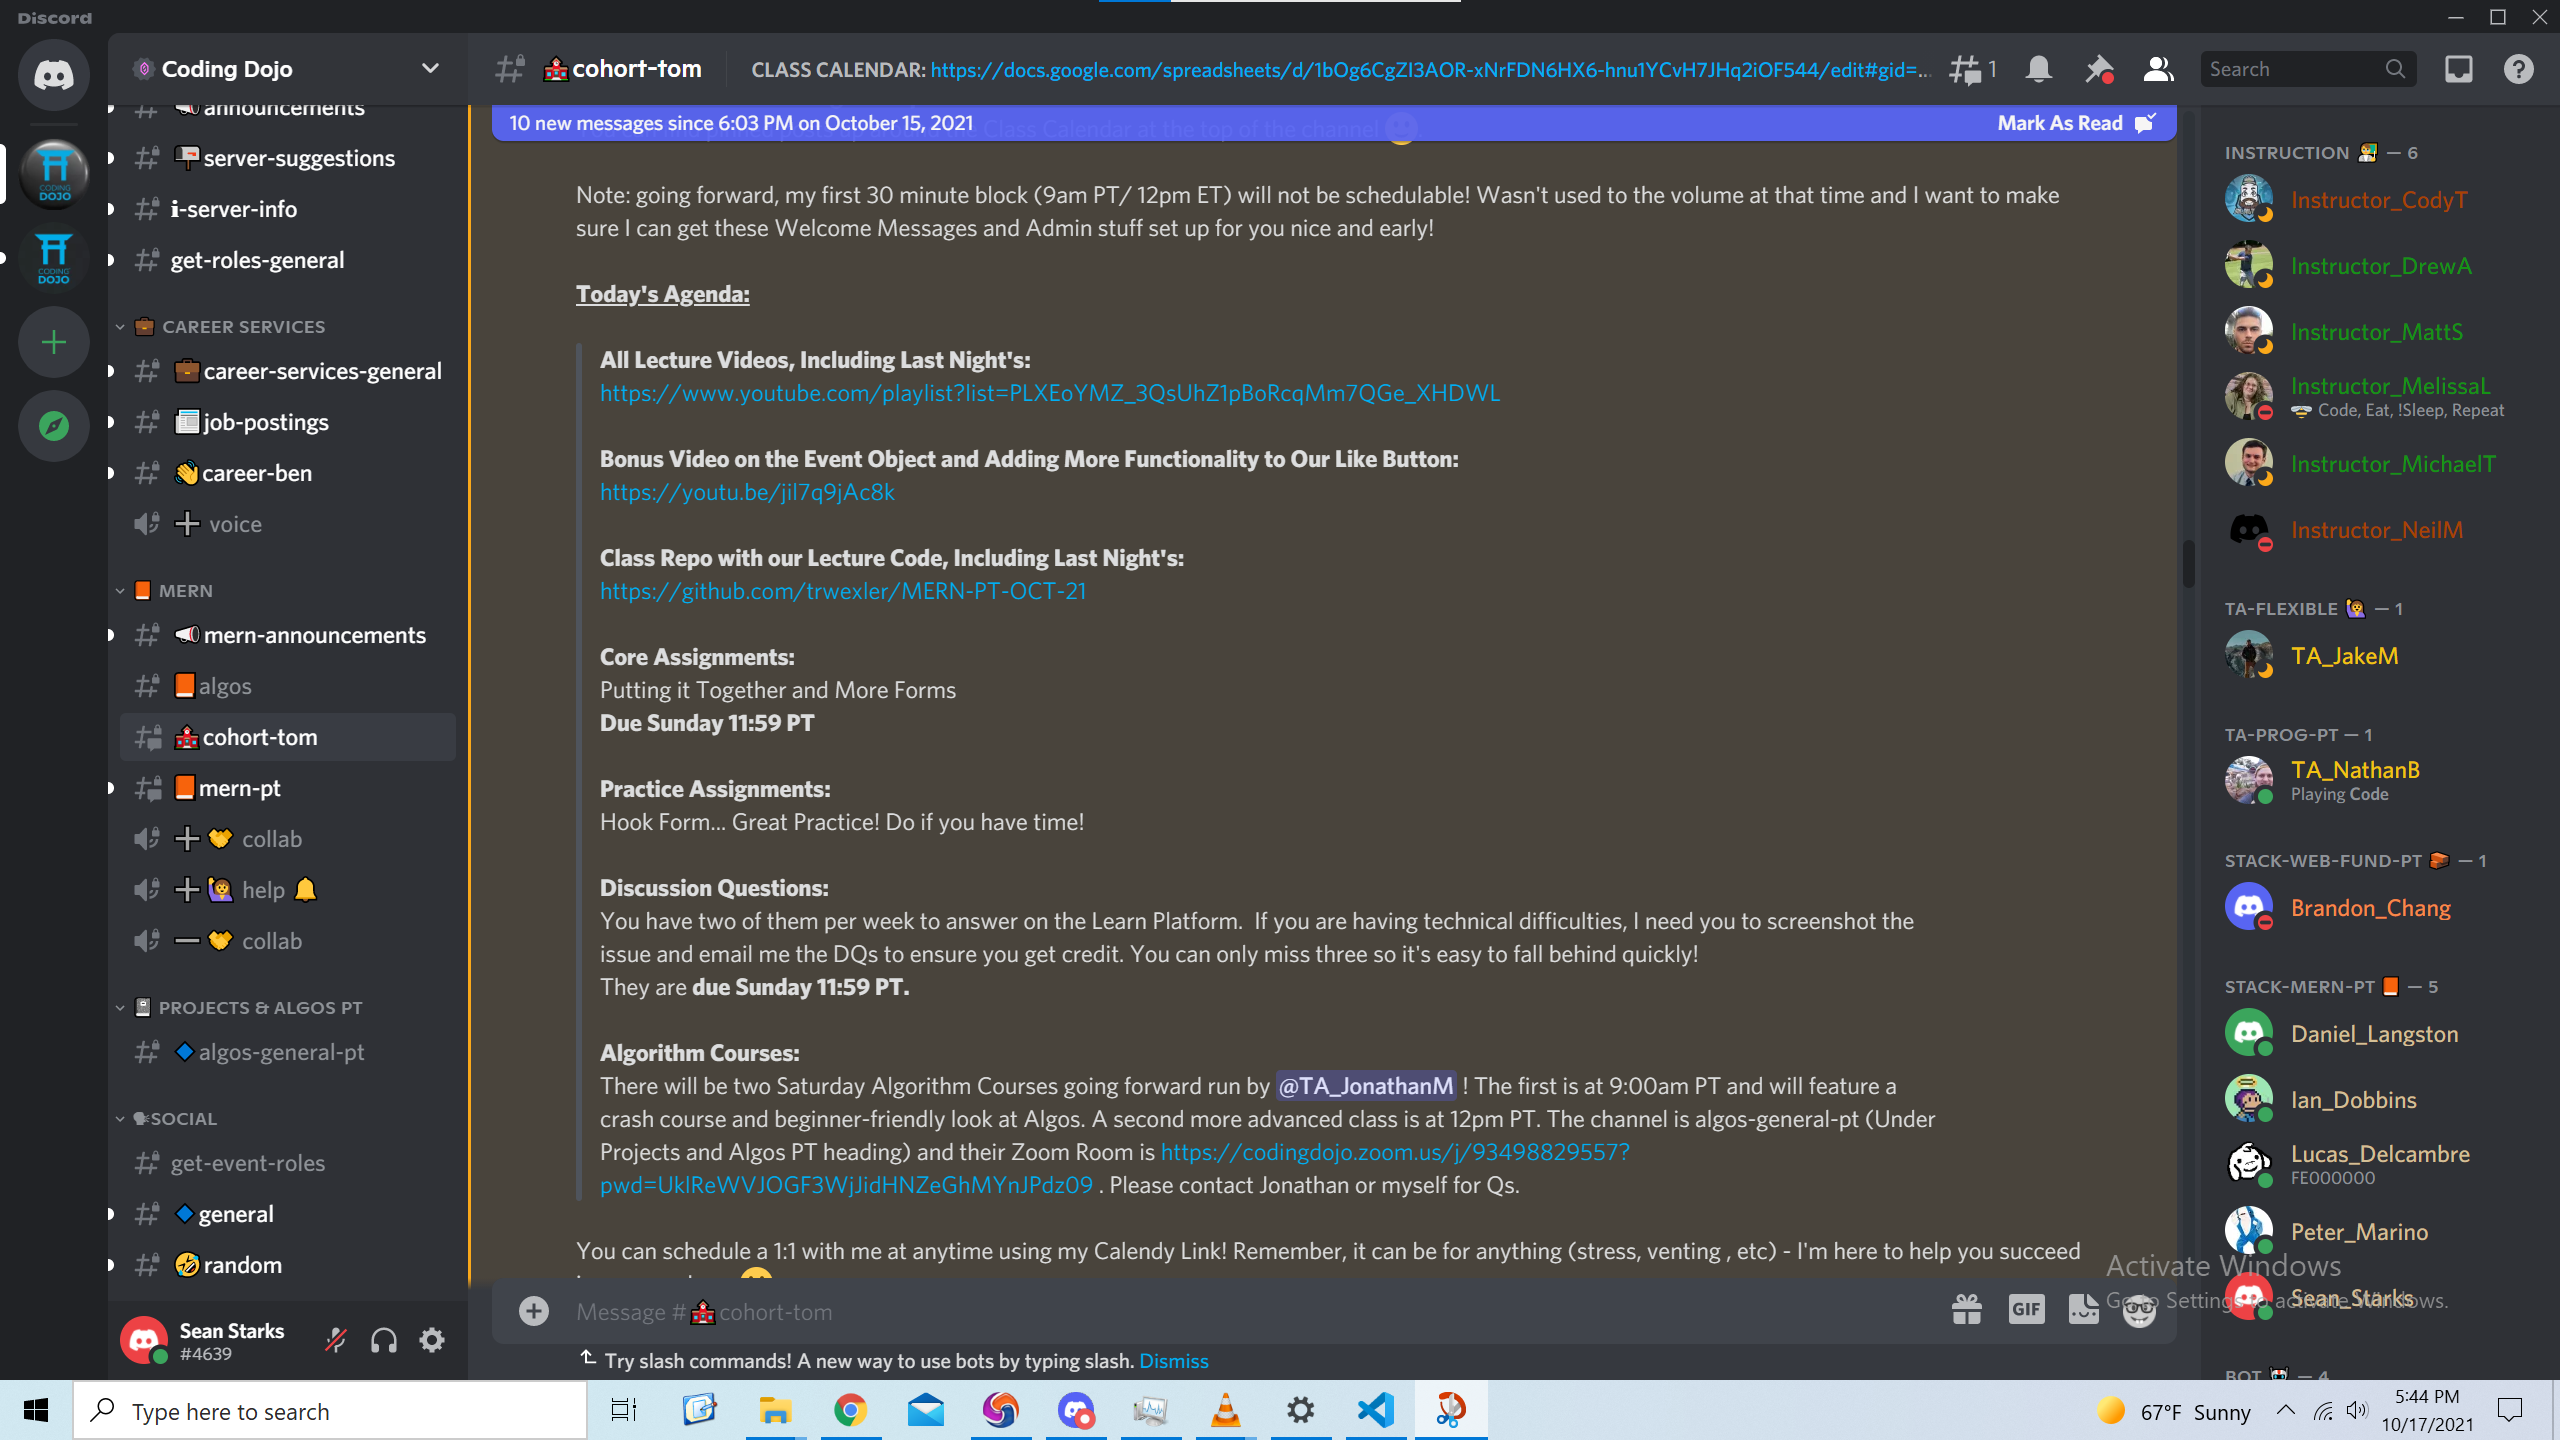 Discord
Coding Dojo
announcements
server-suggestions
i-server-info
get-roles-general
CAREER SERVICES
career-services-general
job-postings
career-ben
voice
MERN
mern-announcements
algos
cohort-tom
mern-pt
collab
help
collab
PROJECTS & ALGOS PT
algos-general-pt
SOCIAL
get-event-roles
general
random
Sean Starks
#4639
CODING
DOJO
CODING
DOJO
cohort-tom
CLASS CALENDAR: https://docs.google.com/spreadsheets/d/1bOg6CgZI3AOR-xNrFDN6HX6-hnu1YCvH7JHq2iOF544/edit#gid=...
1
Search
10 new messages since 6:03 PM on October 15, 2021
Class Calendar at the top of the channel
Mark As Read
Note: going forward, my first 30 minute block (9am PT/ 12pm ET) will not be schedulable! Wasn't used to the volume at that time and I want to make
sure I can get these Welcome Messages and Admin stuff set up for you nice and early!
Today's Agenda:
All Lecture Videos, Including Last Night's:
https://www.youtube.com/playlist?list=PLXEoYMZ_3QsUhZ1pBoRcqMm7QGe_XHDWL
Bonus Video on the Event Object and Adding More Functionality to Our Like Button:
https://youtu.be/jil7q9jAc8k
Class Repo with our Lecture Code, Including Last Night's:
https://github.com/trwexler/MERN-PT-OCT-21
Core Assignments:
Putting it Together and More Forms
Due Sunday 11:59 PT
Practice Assignments:
Hook Form... Great Practice! Do if you have time!
Discussion Questions:
You have two of them per week to answer on the Learn Platform.  If you are having technical difficulties, I need you to screenshot the
issue and email me the DQs to ensure you get credit. You can only miss three so it's easy to fall behind quickly!
They are due Sunday 11:59 PT.
Algorithm Courses:
There will be two Saturday Algorithm Courses going forward run by @TA_JonathanM ! The first is at 9:00am PT and will feature a
crash course and beginner-friendly look at Algos. A second more advanced class is at 12pm PT. The channel is algos-general-pt (Under
Projects and Algos PT heading) and their Zoom Room is https://codingdojo.zoom.us/j/93498829557?
pwd=UklReWVJOGF3WjJidHNZeGhMYnJPdz09 . Please contact Jonathan or myself for Qs.
You can schedule a 1:1 with me at anytime using my Calendy Link! Remember, it can be for anything (stress, venting , etc) - I'm here to help you succeed
Message #cohort-tom
GIF
Try slash commands! A new way to use bots by typing slash. Dismiss
INSTRUCTION — 6
Instructor_CodyT
Instructor_DrewA
Instructor_MattS
Instructor_MelissaL
Code, Eat, !Sleep, Repeat
Instructor_MichaelT
Instructor_NeilM
TA-FLEXIBLE — 1
TA_JakeM
TA-PROG-PT — 1
TA_NathanB
Playing Code
STACK-WEB-FUND-PT — 1
Brandon_Chang
STACK-MERN-PT — 5
Daniel_Langston
Ian_Dobbins
Lucas_Delcambre
FE000000
Peter_Marino
Sean_Starks
BOT — 4
Activate Windows
Go to Settings to activate Windows.
Type here to search
67°F Sunny
5:44 PM
10/17/2021